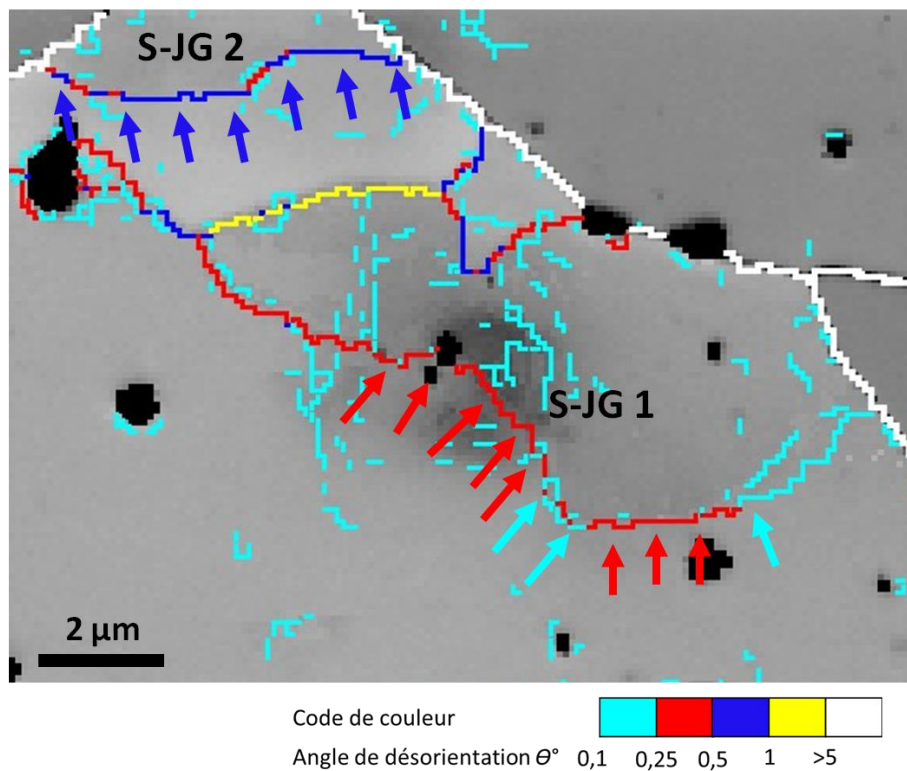 S-JG 2
S-JG 1
2 µm
Code de couleur
Angle de désorientation ϴ° 0,1 0,25 0,5 1 >5